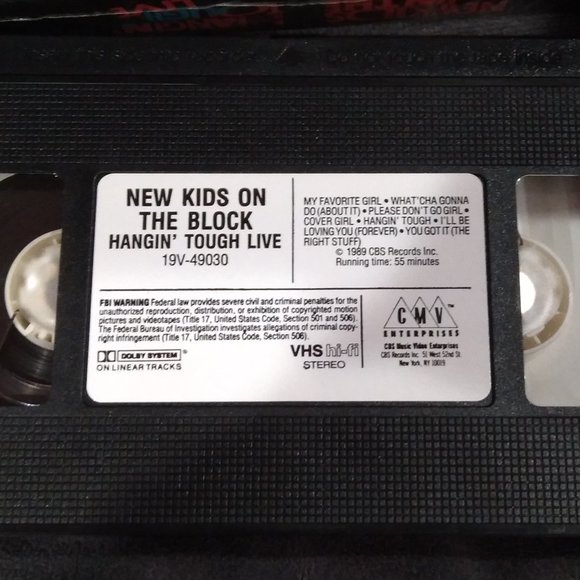 NEW KIDS ON
THE BLOCK
HANGIN' TOUGH LIVE
19V-49030
MY FAVORITE GIRL • WHAT'CHA GONNA
DO (ABOUT IT) • PLEASE DON'T GO GIRL •
COVER GIRL • HANGIN' TOUGH • I'LL BE
LOVING YOU (FOREVER) • YOU GOT IT (THE
RIGHT STUFF)
© 1989 CBS Records Inc.
Running time: 55 minutes
FBI WARNING Federal law provides severe civil and criminal penalties for the
unauthorized reproduction, distribution, or exhibition of copyrighted motion
pictures and videotapes (Title 17, United States Code, Section 501 and 506).
The Federal Bureau of Investigation investigates allegations of criminal copy-
right infringement (Title 17, United States Code, Section 506).
DOLBY SYSTEM ®
ON LINEAR TRACKS
VHS hi-fi
STEREO
CMV™
ENTERPRISES
CBS Music Video Enterprises
CBS Records Inc. 51 West 52nd St.
New York, NY 10019